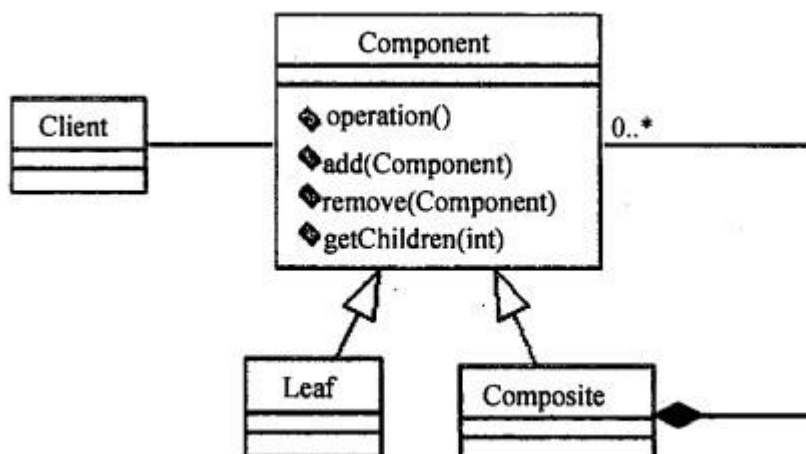 Component
Client
operation()
0..*
add(Component)
remove(Component)
getChildren(int)
Leaf
Composite